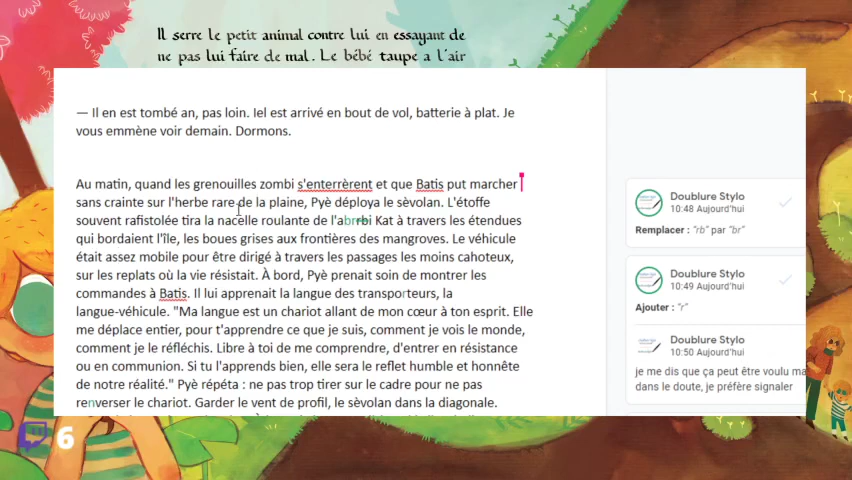 Il serre le petit animal contre lui en essayant de
ne pas lui faire de mal. Le bébé taupe a l'air
— Il en est tombé an, pas loin. Iel est arrivé en bout de vol, batterie à plat. Je
vous emmène voir demain. Dormons.
Au matin, quand les grenouilles zombi s'enterrèrent et que Batis put marcher
sans crainte sur l'herbe rare de la plaine, Pyè déploya le sèvolan. L'étoffe
souvent rafistolée tira la nacelle roulante de l'abrrbi Kat à travers les étendues
qui bordaient l'île, les boues grises aux frontières des mangroves. Le véhicule
était assez mobile pour être dirigé à travers les passages les moins cahoteux,
sur les replats où la vie résistait. À bord, Pyè prenait soin de montrer les
commandes à Batis. Il lui apprenait la langue des transporteurs, la
langue-véhicule. "Ma langue est un chariot allant de mon cœur à ton esprit. Elle
me déplace entier, pour t'apprendre ce que je suis, comment je vois le monde,
comment je le réfléchis. Libre à toi de me comprendre, d'entrer en résistance
ou en communion. Si tu l'apprends bien, elle sera le reflet humble et honnête
de notre réalité." Pyè répéta : ne pas trop tirer sur le cadre pour ne pas
renverser le chariot. Garder le vent de profil, le sèvolan dans la diagonale.
Doublure Stylo
10:48 Aujourd'hui
Remplacer : "rb" par "br"
Doublure Stylo
10:49 Aujourd'hui
Ajouter : "r"
Doublure Stylo
10:50 Aujourd'hui
je me dis que ça peut être voulu ma
dans le doute, je préfère signaler
6